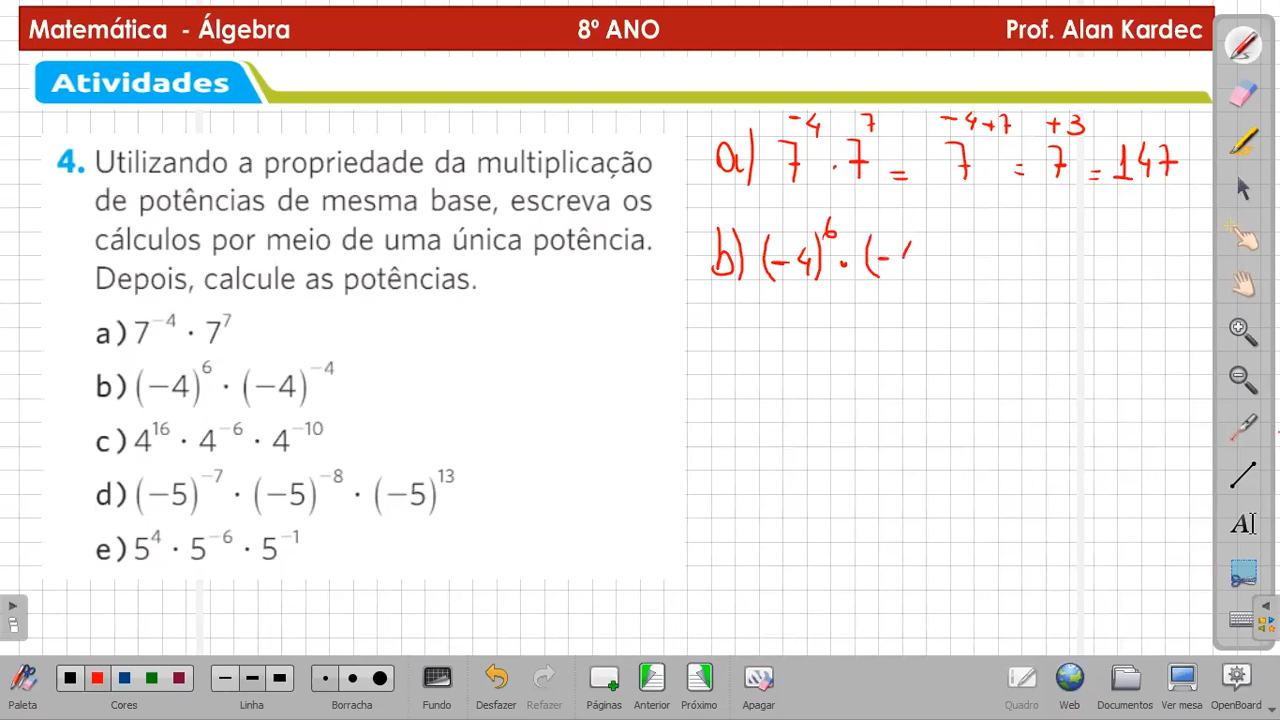 Matemática - Álgebra 8º ANO Prof. Alan Kardec
Atividades
4. Utilizando a propriedade da multiplicação
de potências de mesma base, escreva os
cálculos por meio de uma única potência.
Depois, calcule as potências.
a) 7⁻⁴ · 7⁷
b) (−4)⁶ · (−4)⁻⁴
c) 4¹⁶ · 4⁻⁶ · 4⁻¹⁰
d) (−5)⁻⁷ · (−5)⁻⁸ · (−5)¹³
e) 5⁴ · 5⁻⁶ · 5⁻¹
a) 7⁻⁴ · 7⁷ = 7⁻⁴⁺⁷ = 7⁺³ = 147
b) (−4)⁶ · (−
A
Paleta Cores Linha Borracha Fundo Desfazer Refazer Páginas Anterior Próximo Apagar Quadro Web Documentos Ver mesa OpenBoard